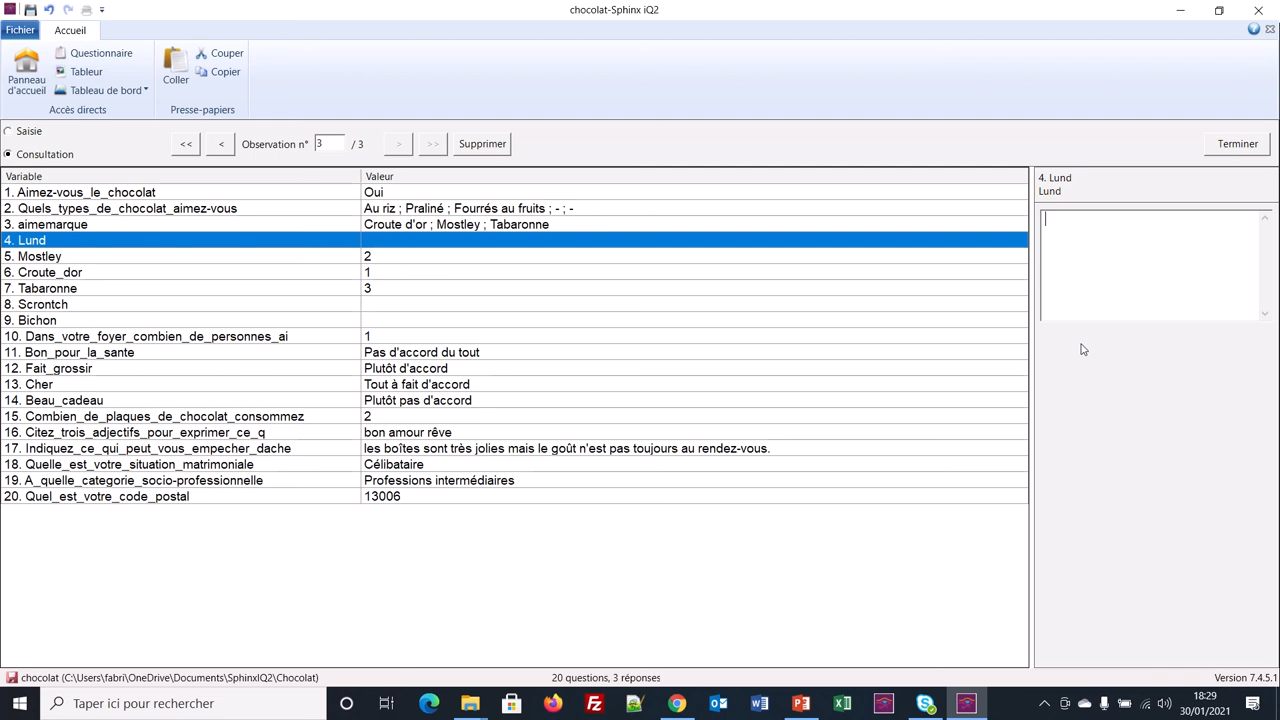 chocolat-Sphinx iQ2
Fichier
Accueil
Panneau d'accueil
Questionnaire
Tableur
Tableau de bord
Accès directs
Coller
Couper
Copier
Presse-papiers
Saisie
Consultation
<< < Observation n° 3 / 3 > >> Supprimer
Terminer
Variable Valeur
1. Aimez-vous_le_chocolat Oui
2. Quels_types_de_chocolat_aimez-vous Au riz ; Praliné ; Fourrés au fruits ; - ; -
3. aimemarque Croute d'or ; Mostley ; Tabaronne
4. Lund
5. Mostley 2
6. Croute_dor 1
7. Tabaronne 3
8. Scrontch
9. Bichon
10. Dans_votre_foyer_combien_de_personnes_ai 1
11. Bon_pour_la_sante Pas d'accord du tout
12. Fait_grossir Plutôt d'accord
13. Cher Tout à fait d'accord
14. Beau_cadeau Plutôt pas d'accord
15. Combien_de_plaques_de_chocolat_consommez 2
16. Citez_trois_adjectifs_pour_exprimer_ce_q bon amour rêve
17. Indiquez_ce_qui_peut_vous_empecher_dache les boîtes sont très jolies mais le goût n'est pas toujours au rendez-vous.
18. Quelle_est_votre_situation_matrimoniale Célibataire
19. A_quelle_categorie_socio-professionnelle Professions intermédiaires
20. Quel_est_votre_code_postal 13006
4. Lund
Lund
chocolat (C:\Users\fabri\OneDrive\Documents\SphinxIQ2\Chocolat)
20 questions, 3 réponses
Version 7.4.5.1
Taper ici pour rechercher
18:29
30/01/2021